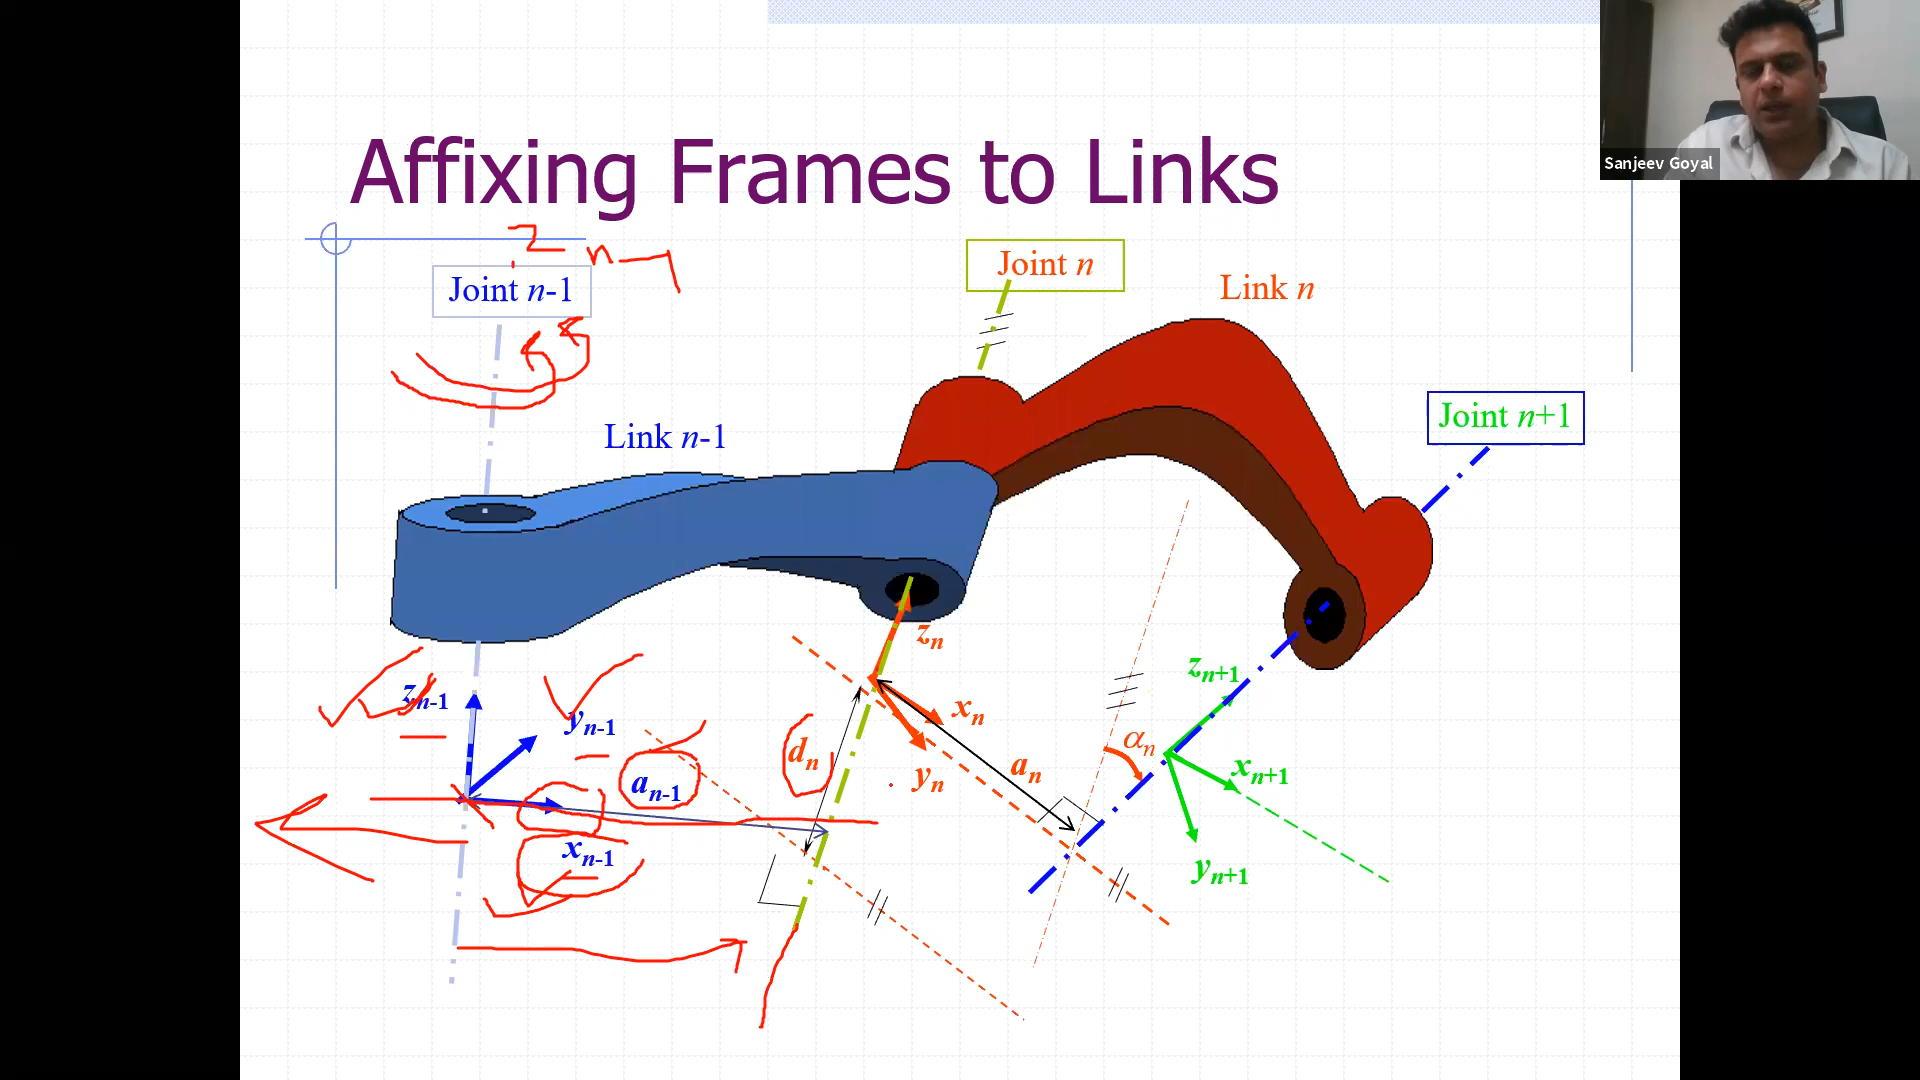 Sanjeev Goyal
Affixing Frames to Links
z n-1
Joint n-1
Joint n
Link n
Joint n+1
Link n-1
zₙ
zₙ₊₁
zₙ₋₁
yₙ₋₁
xₙ
dₙ
αₙ
aₙ
xₙ₊₁
aₙ₋₁
yₙ
xₙ₋₁
yₙ₊₁